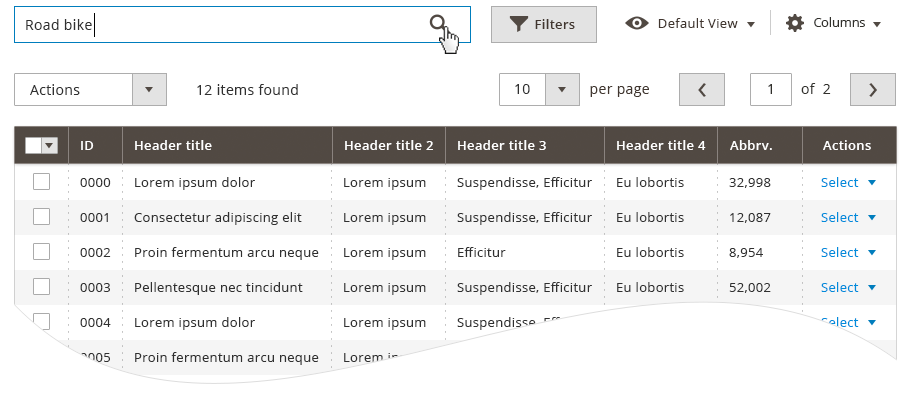 Road bike Filters Default View Columns
Actions 12 items found 10 per page 1 of 2
ID Header title Header title 2 Header title 3 Header title 4 Abbrv. Actions
0000 Lorem ipsum dolor Lorem ipsum Suspendisse, Efficitur Eu lobortis 32,998 Select
0001 Consectetur adipiscing elit Lorem ipsum Suspendisse, Efficitur Eu lobortis 12,087 Select
0002 Proin fermentum arcu neque Lorem ipsum Efficitur Eu lobortis 8,954 Select
0003 Pellentesque nec tincidunt Lorem ipsum Suspendisse, Efficitur Eu lobortis 52,002 Select
0004 Lorem ipsum dolor Lorem ipsum Suspendisse, Select
0005 Proin fermentum arcu neque Lorem